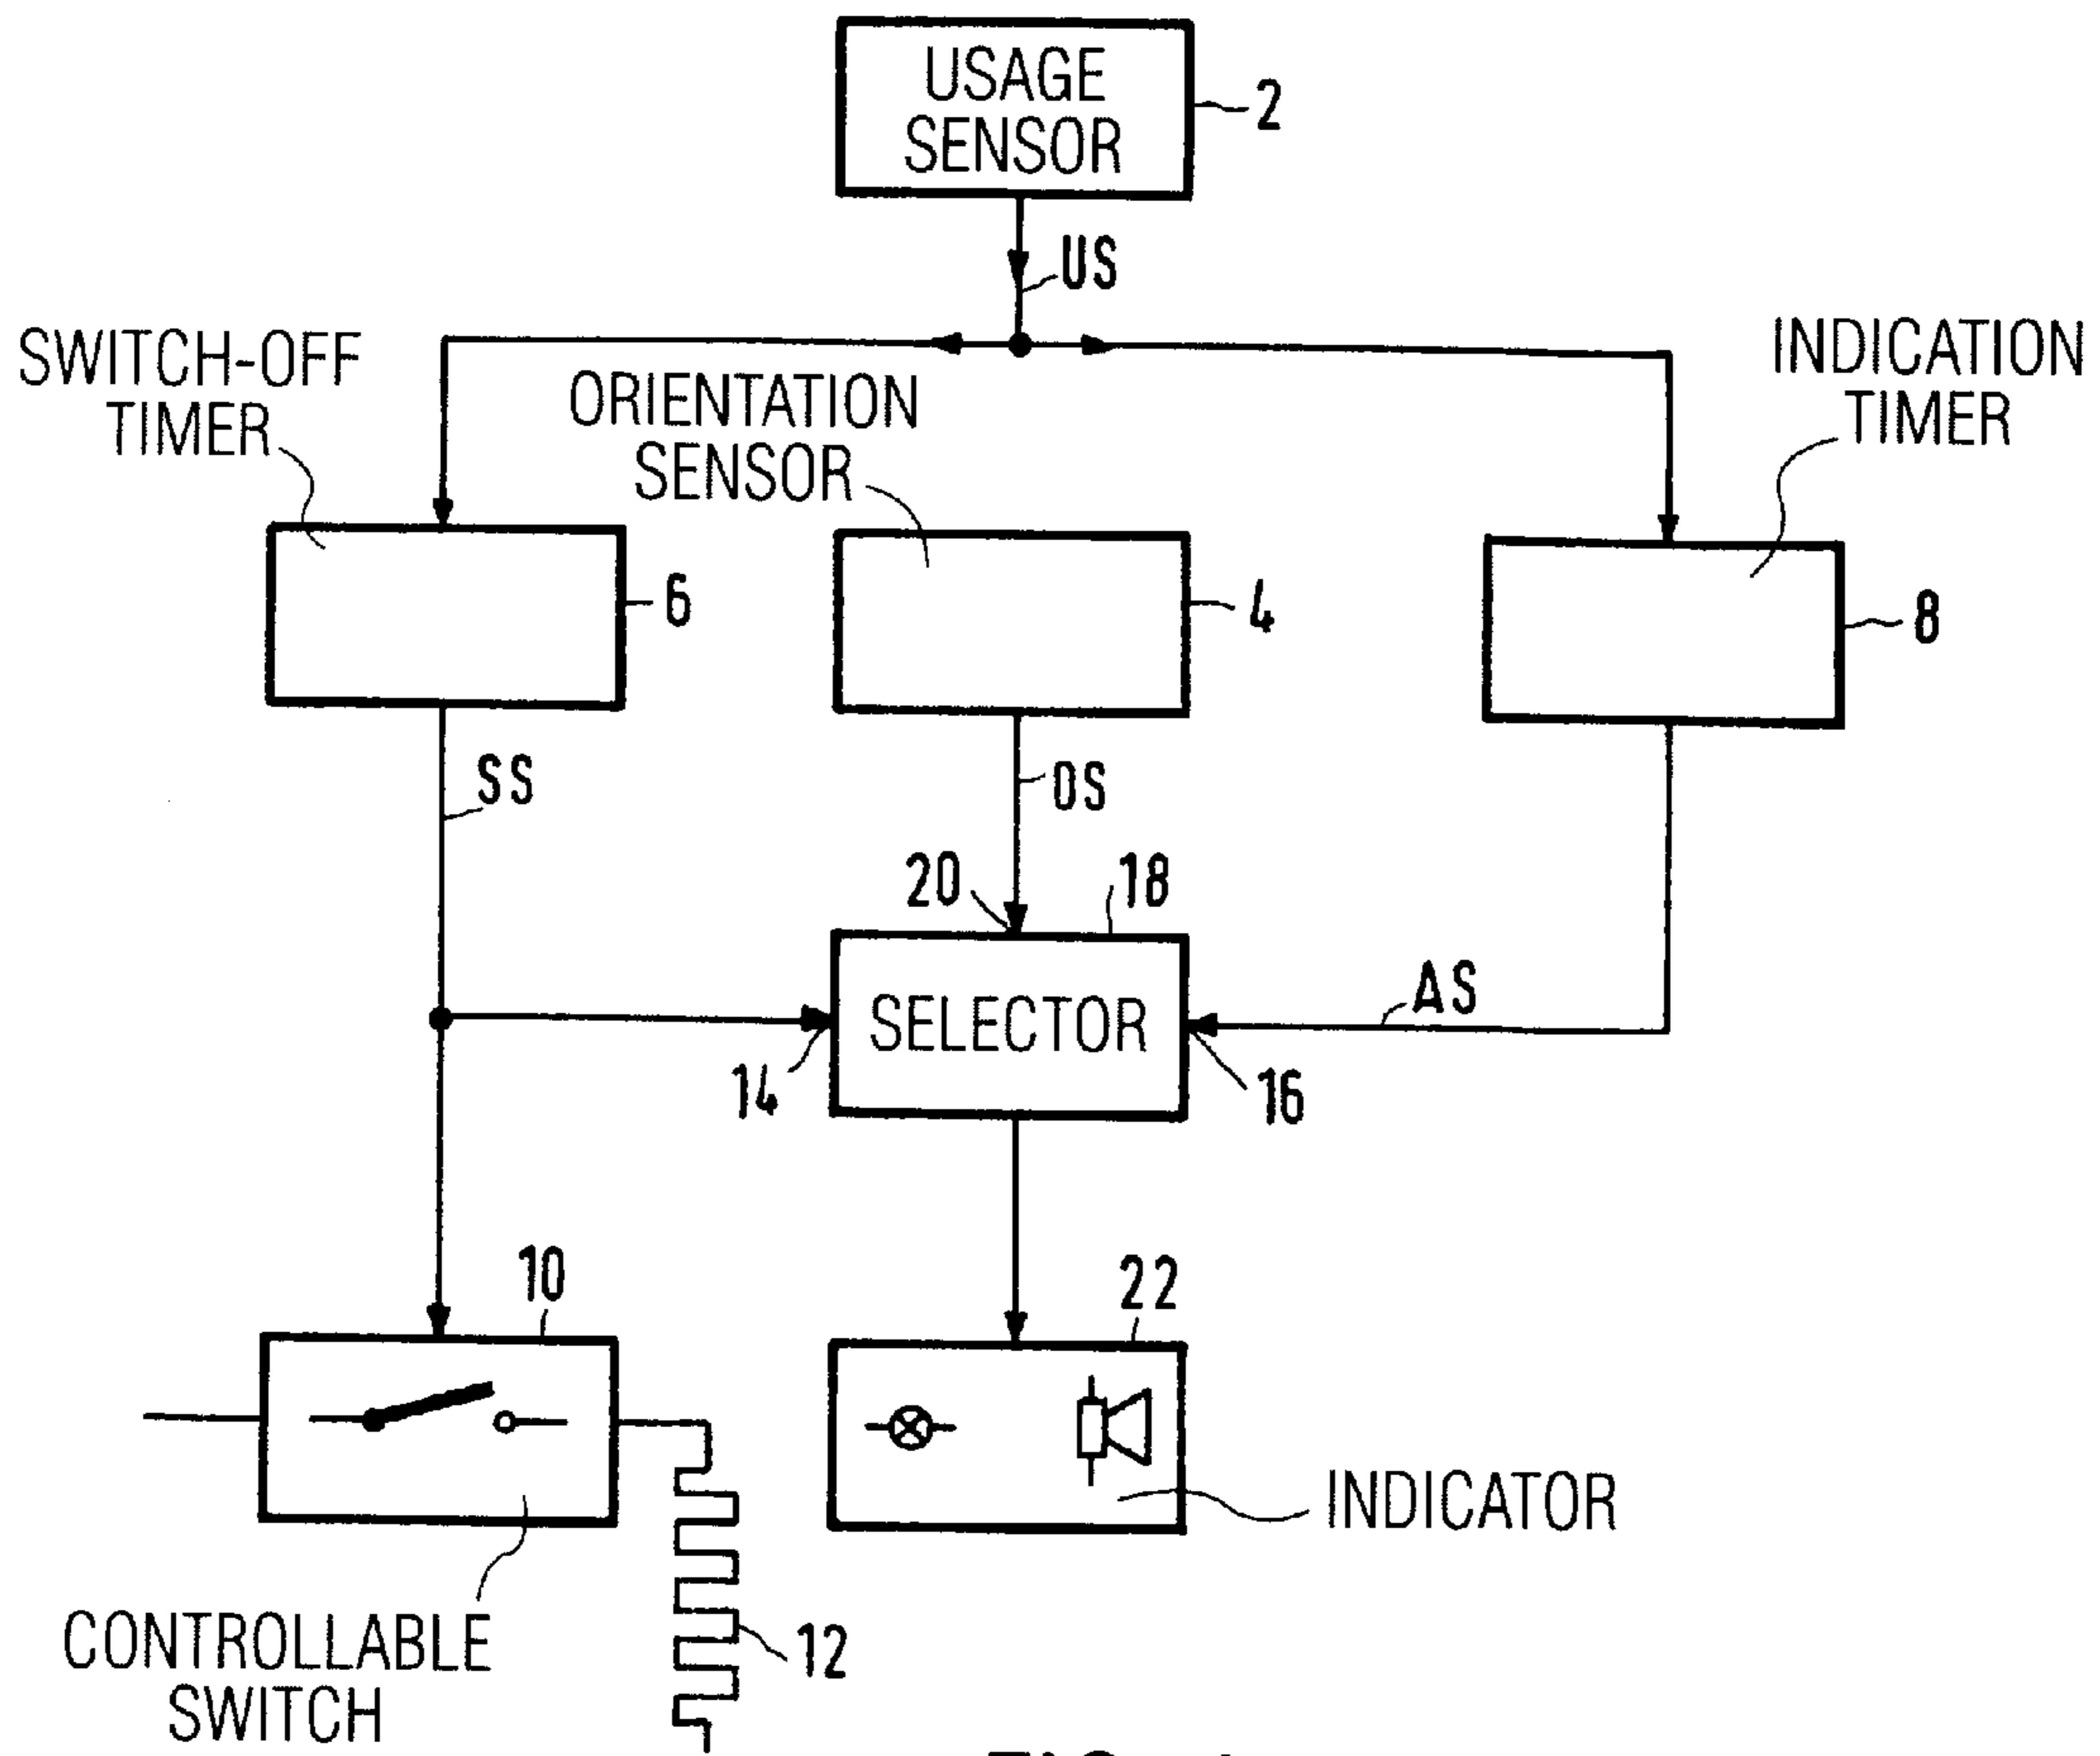 USAGE
SENSOR
2
US
SWITCH-OFF
TIMER
ORIENTATION
SENSOR
INDICATION
TIMER
6
4
8
SS
OS
20
18
SELECTOR
AS
14
16
10
22
INDICATOR
CONTROLLABLE
SWITCH
12